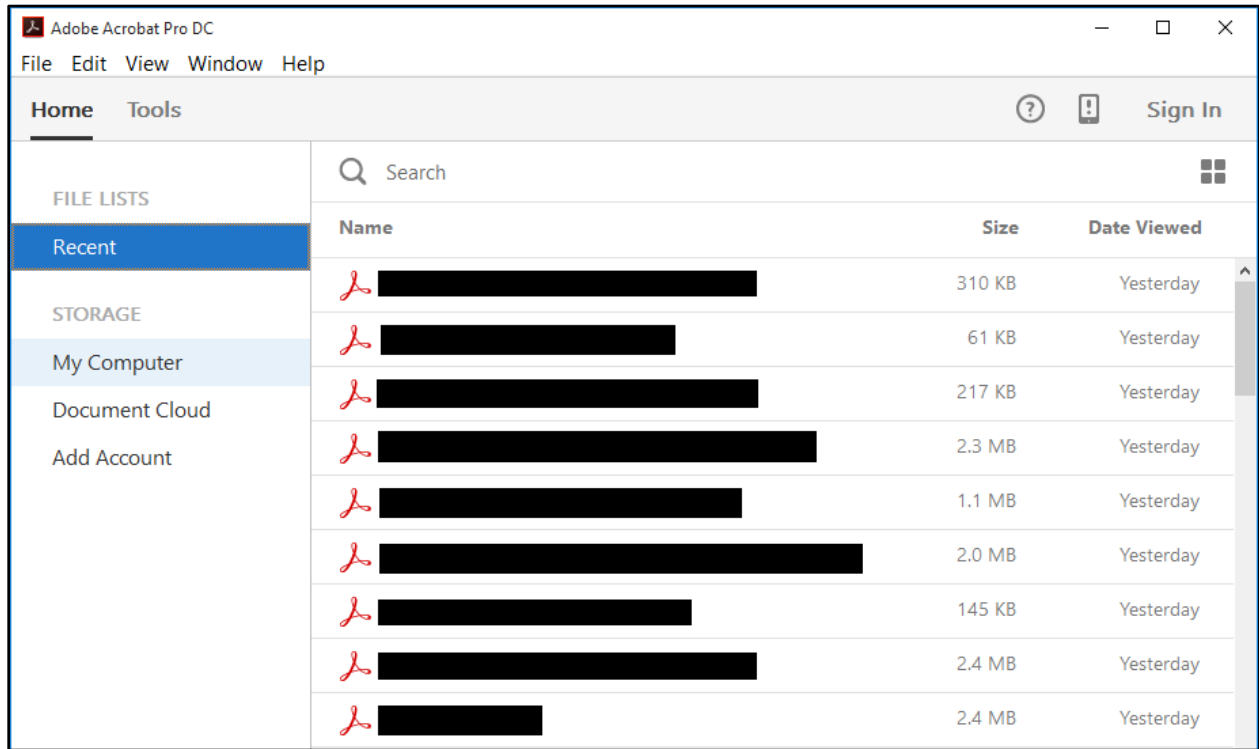 Adobe Acrobat Pro DC
File Edit View Window Help
Home Tools Sign In
Search
FILE LISTS
Recent
STORAGE
My Computer
Document Cloud
Add Account
Name Size Date Viewed
310 KB Yesterday
61 KB Yesterday
217 KB Yesterday
2.3 MB Yesterday
1.1 MB Yesterday
2.0 MB Yesterday
145 KB Yesterday
2.4 MB Yesterday
2.4 MB Yesterday